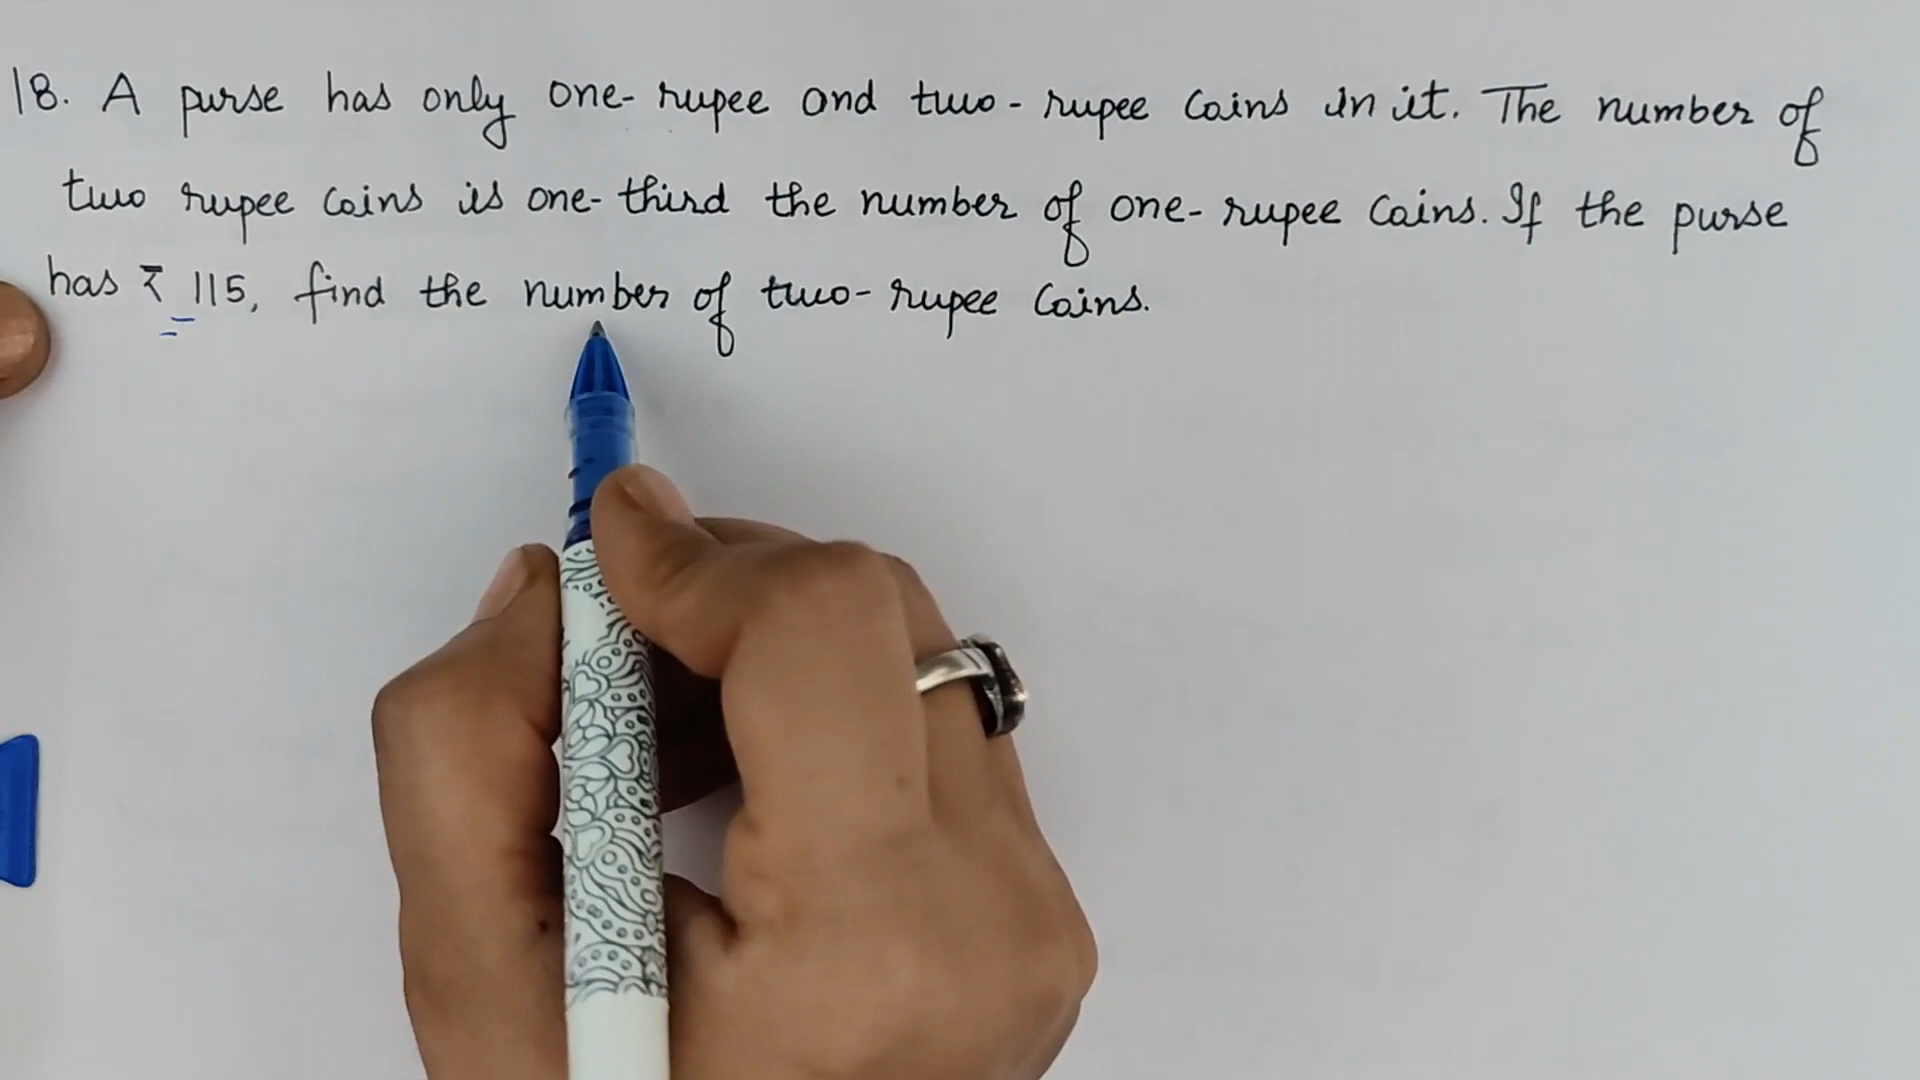 18. A purse has only one-rupee and two-rupee coins in it. The number of
two rupee coins is one-third the number of one-rupee coins. If the purse
has ₹ 115, find the number of two-rupee coins.